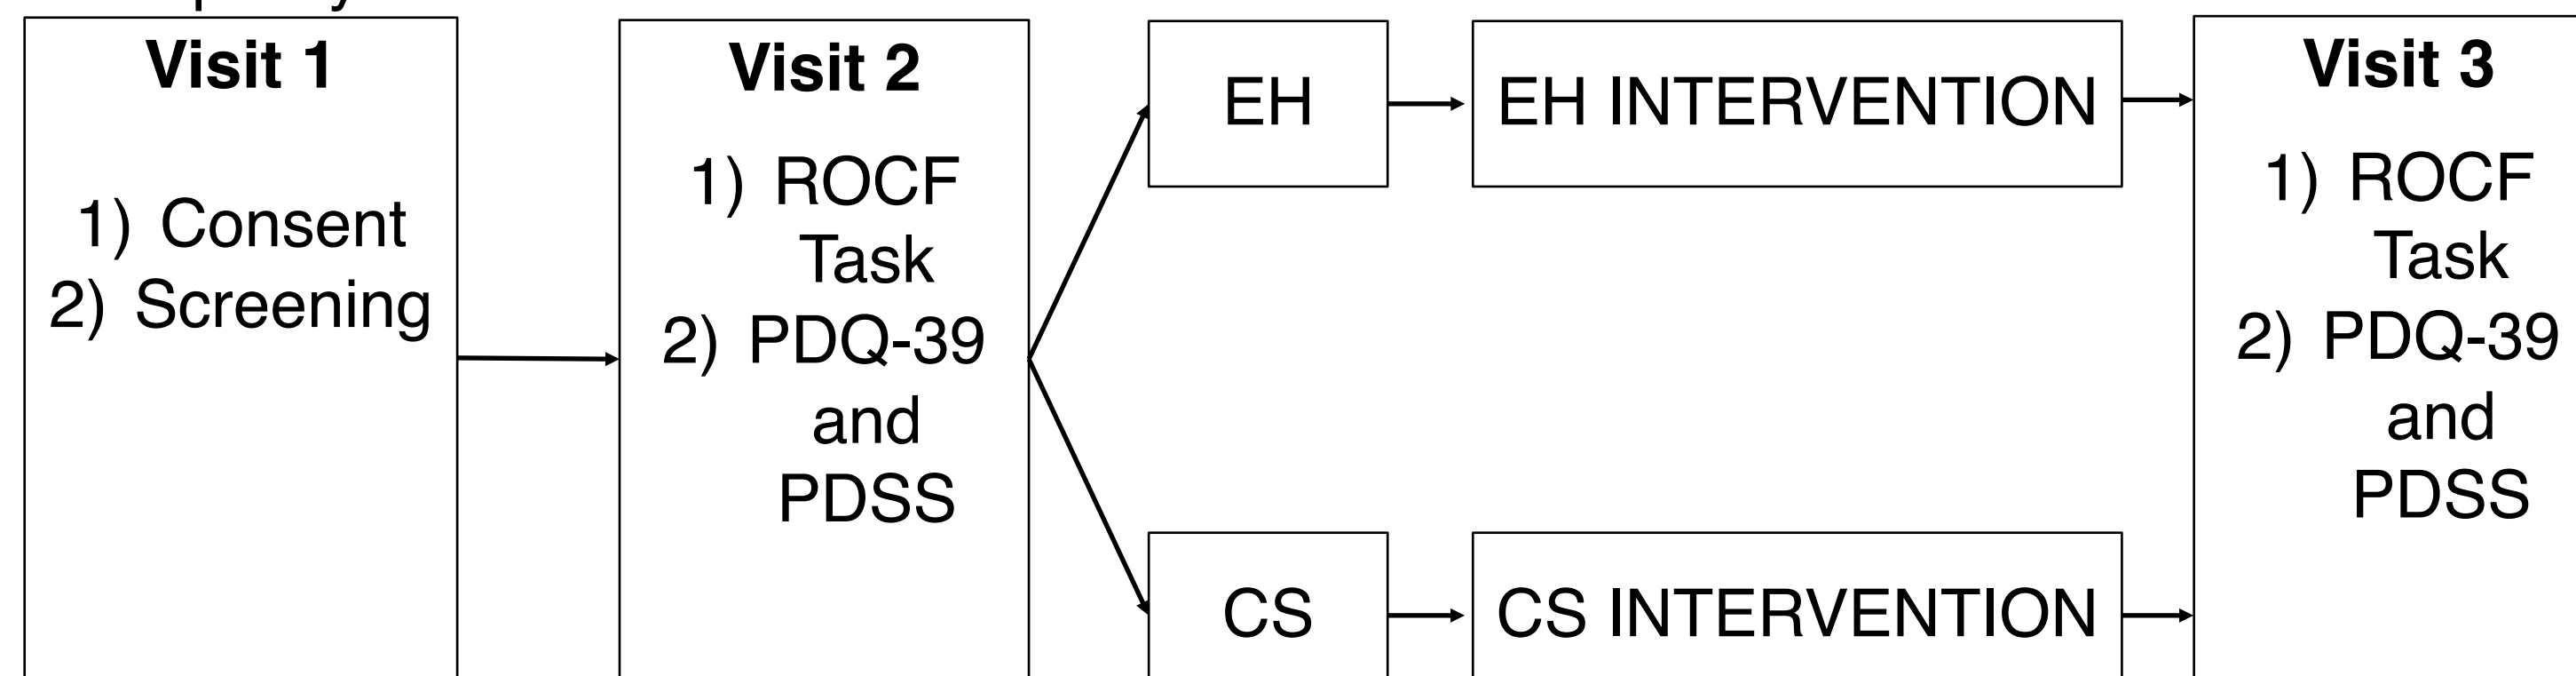 Visit 1
1) Consent
2) Screening
Visit 2
1) ROCF
Task
2) PDQ-39
and
PDSS
EH
EH INTERVENTION
CS
CS INTERVENTION
Visit 3
1) ROCF
Task
2) PDQ-39
and
PDSS